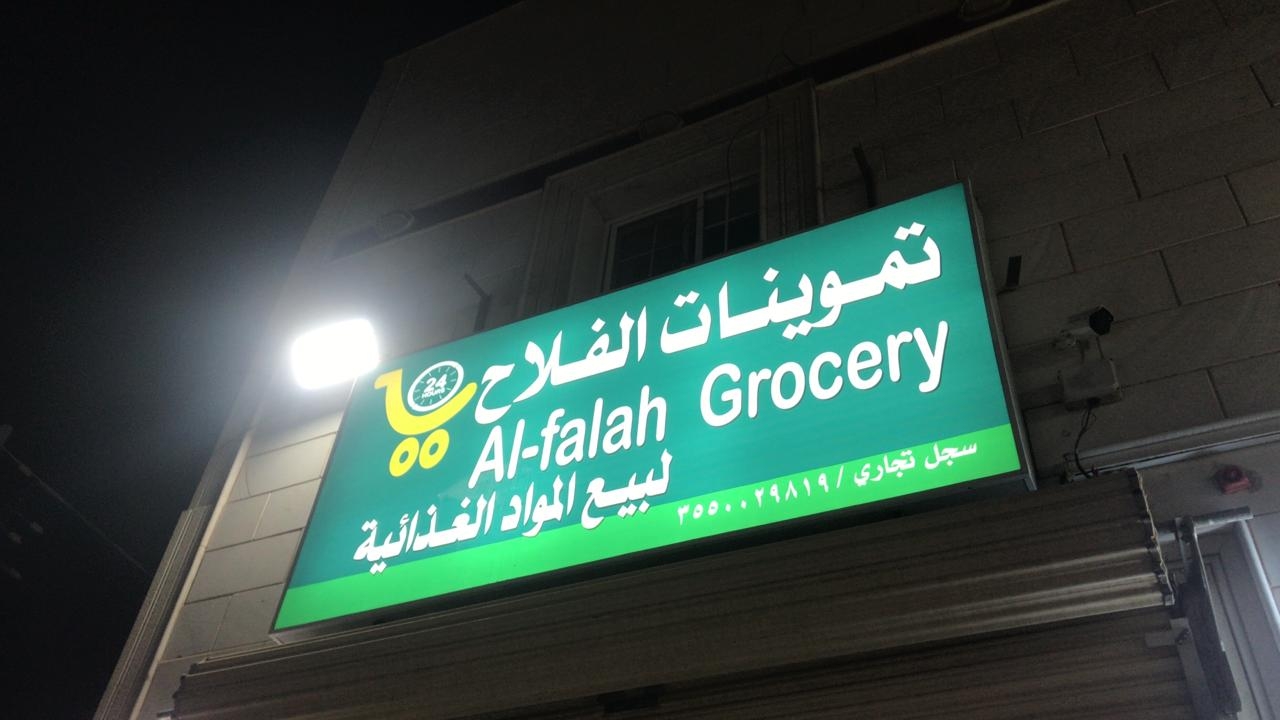 تموينات الفلاح
24
HOURS
Al-falah Grocery
لبيع المواد الغذائية
سجل تجاري / ٣٥٥٠٠٢٩٨١٩